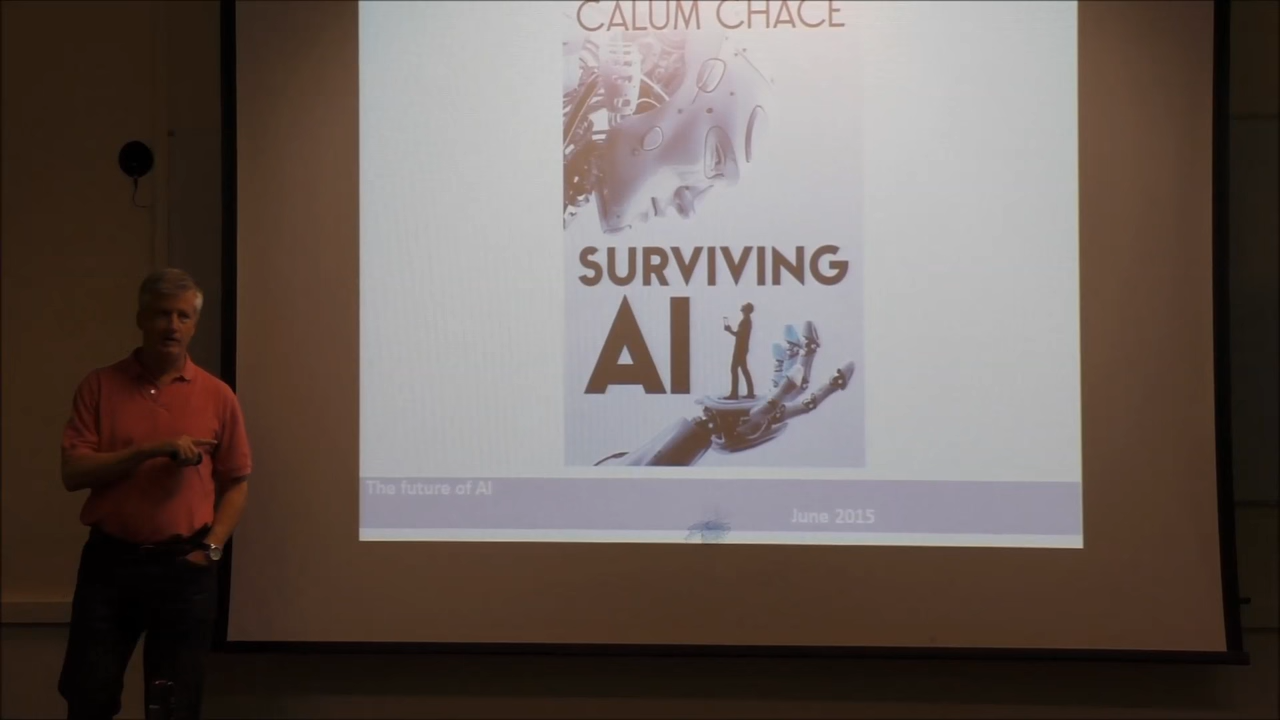 CALUM CHACE
SURVIVING
AI
The future of AI
June 2015